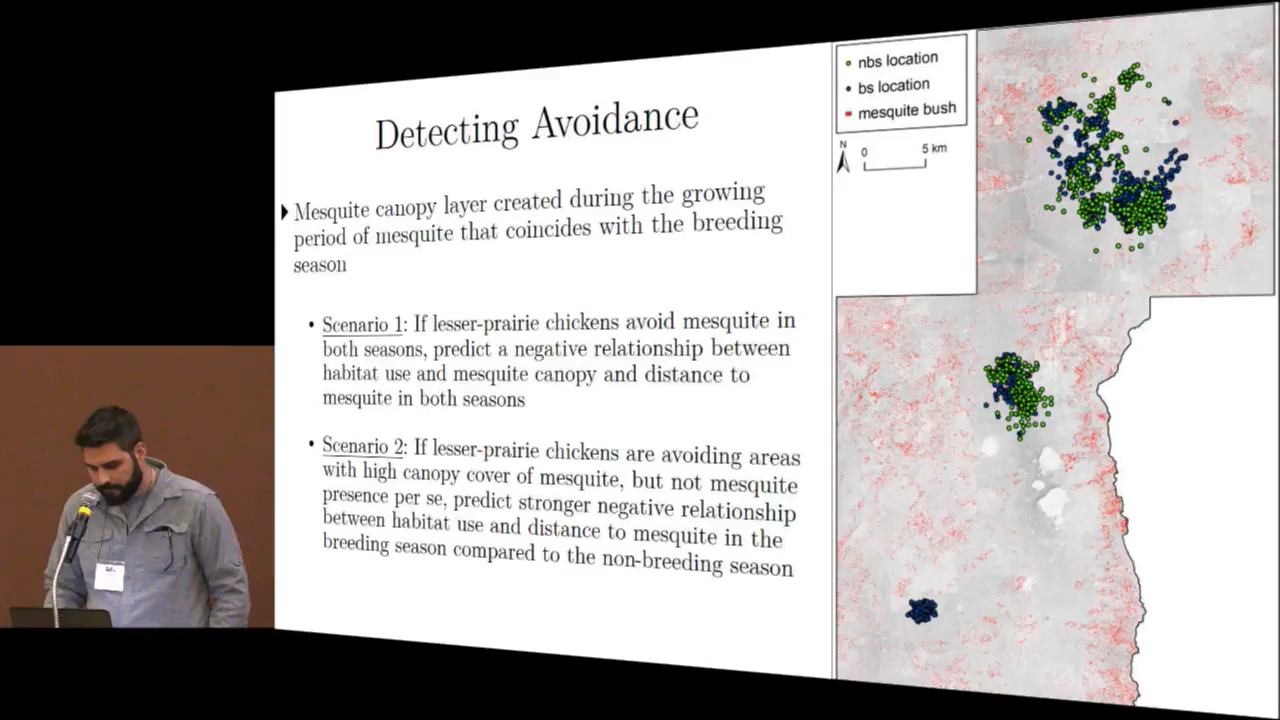 Detecting Avoidance
Mesquite canopy layer created during the growing
period of mesquite that coincides with the breeding
season
• Scenario 1: If lesser-prairie chickens avoid mesquite in
both seasons, predict a negative relationship between
habitat use and mesquite canopy and distance to
mesquite in both seasons
• Scenario 2: If lesser-prairie chickens are avoiding areas
with high canopy cover of mesquite, but not mesquite
presence per se, predict stronger negative relationship
between habitat use and distance to mesquite in the
breeding season compared to the non-breeding season
nbs location
bs location
mesquite bush
N
0 5 km